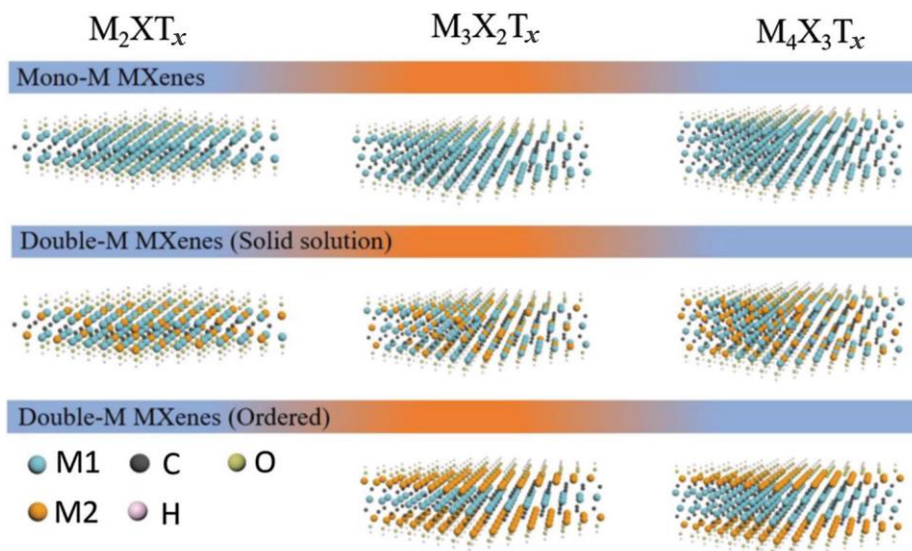 M₂XTₓ M₃X₂Tₓ M₄X₃Tₓ
Mono-M MXenes
Double-M MXenes (Solid solution)
Double-M MXenes (Ordered)
M1 C O
M2 H